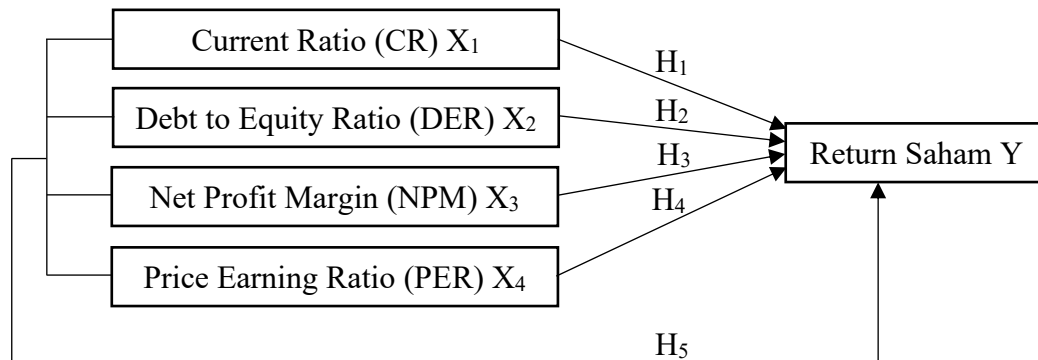 Current Ratio (CR) X₁
H₁
Debt to Equity Ratio (DER) X₂
H₂
Return Saham Y
H₃
Net Profit Margin (NPM) X₃
H₄
Price Earning Ratio (PER) X₄
H₅